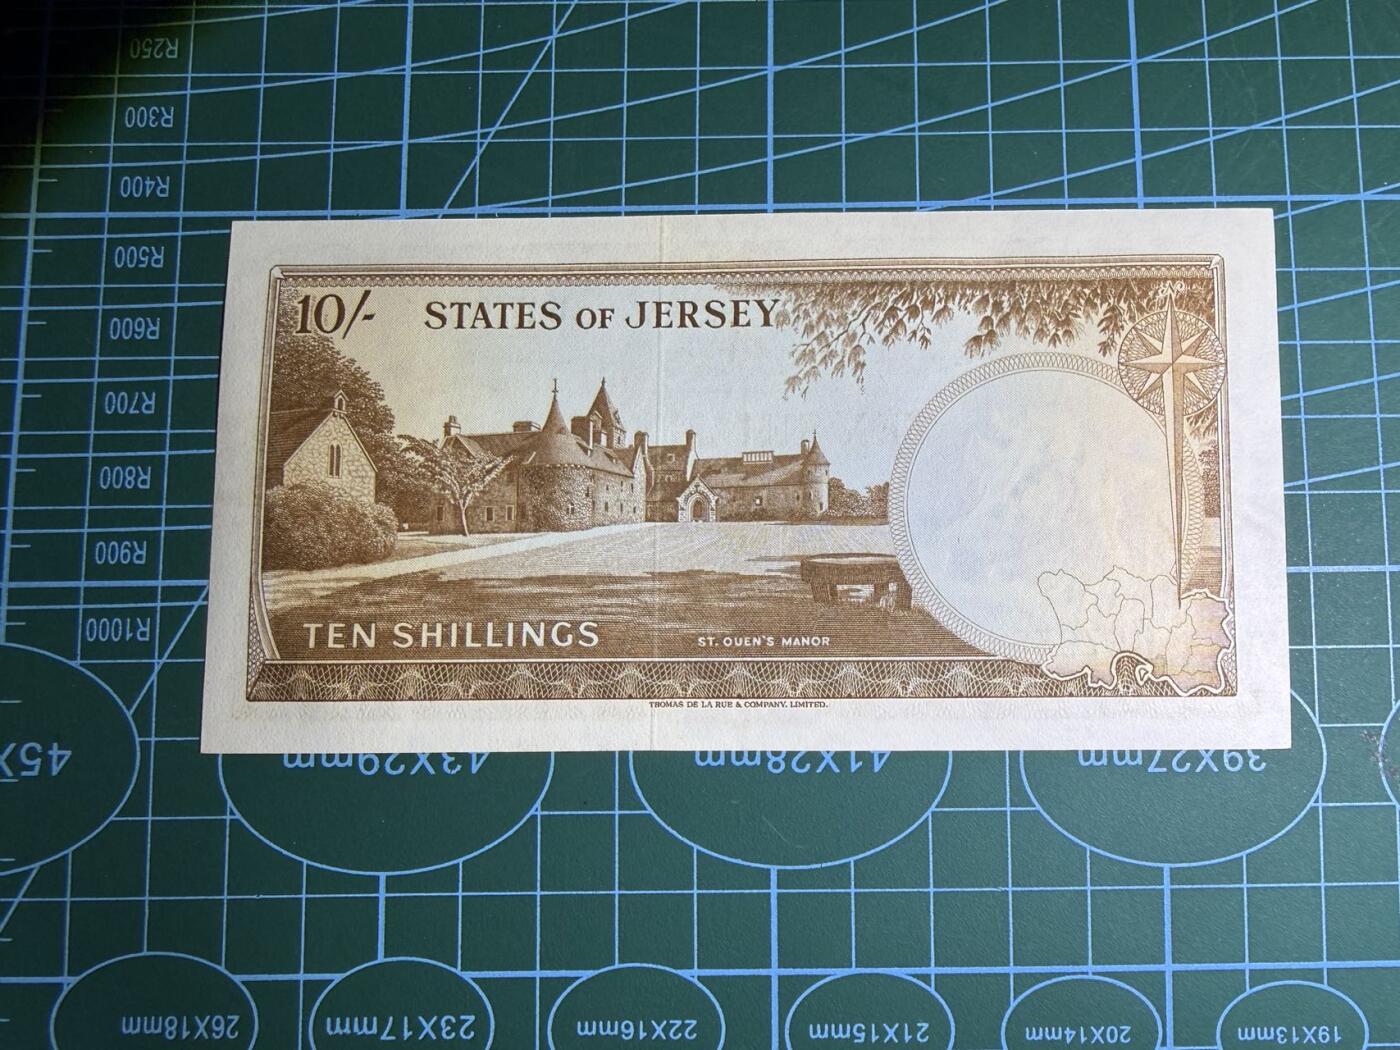 R250
R300
R400
R500
R600
R700
R800
R900
R1000
10/-
STATES OF JERSEY
TEN SHILLINGS
ST. OUEN'S MANOR
THOMAS DE LA RUE & COMPANY, LIMITED.
45X
43X29mm
41X28mm
39X27mm
26X18mm
23X17mm
22X16mm
21X15mm
20X14mm
19X13mm